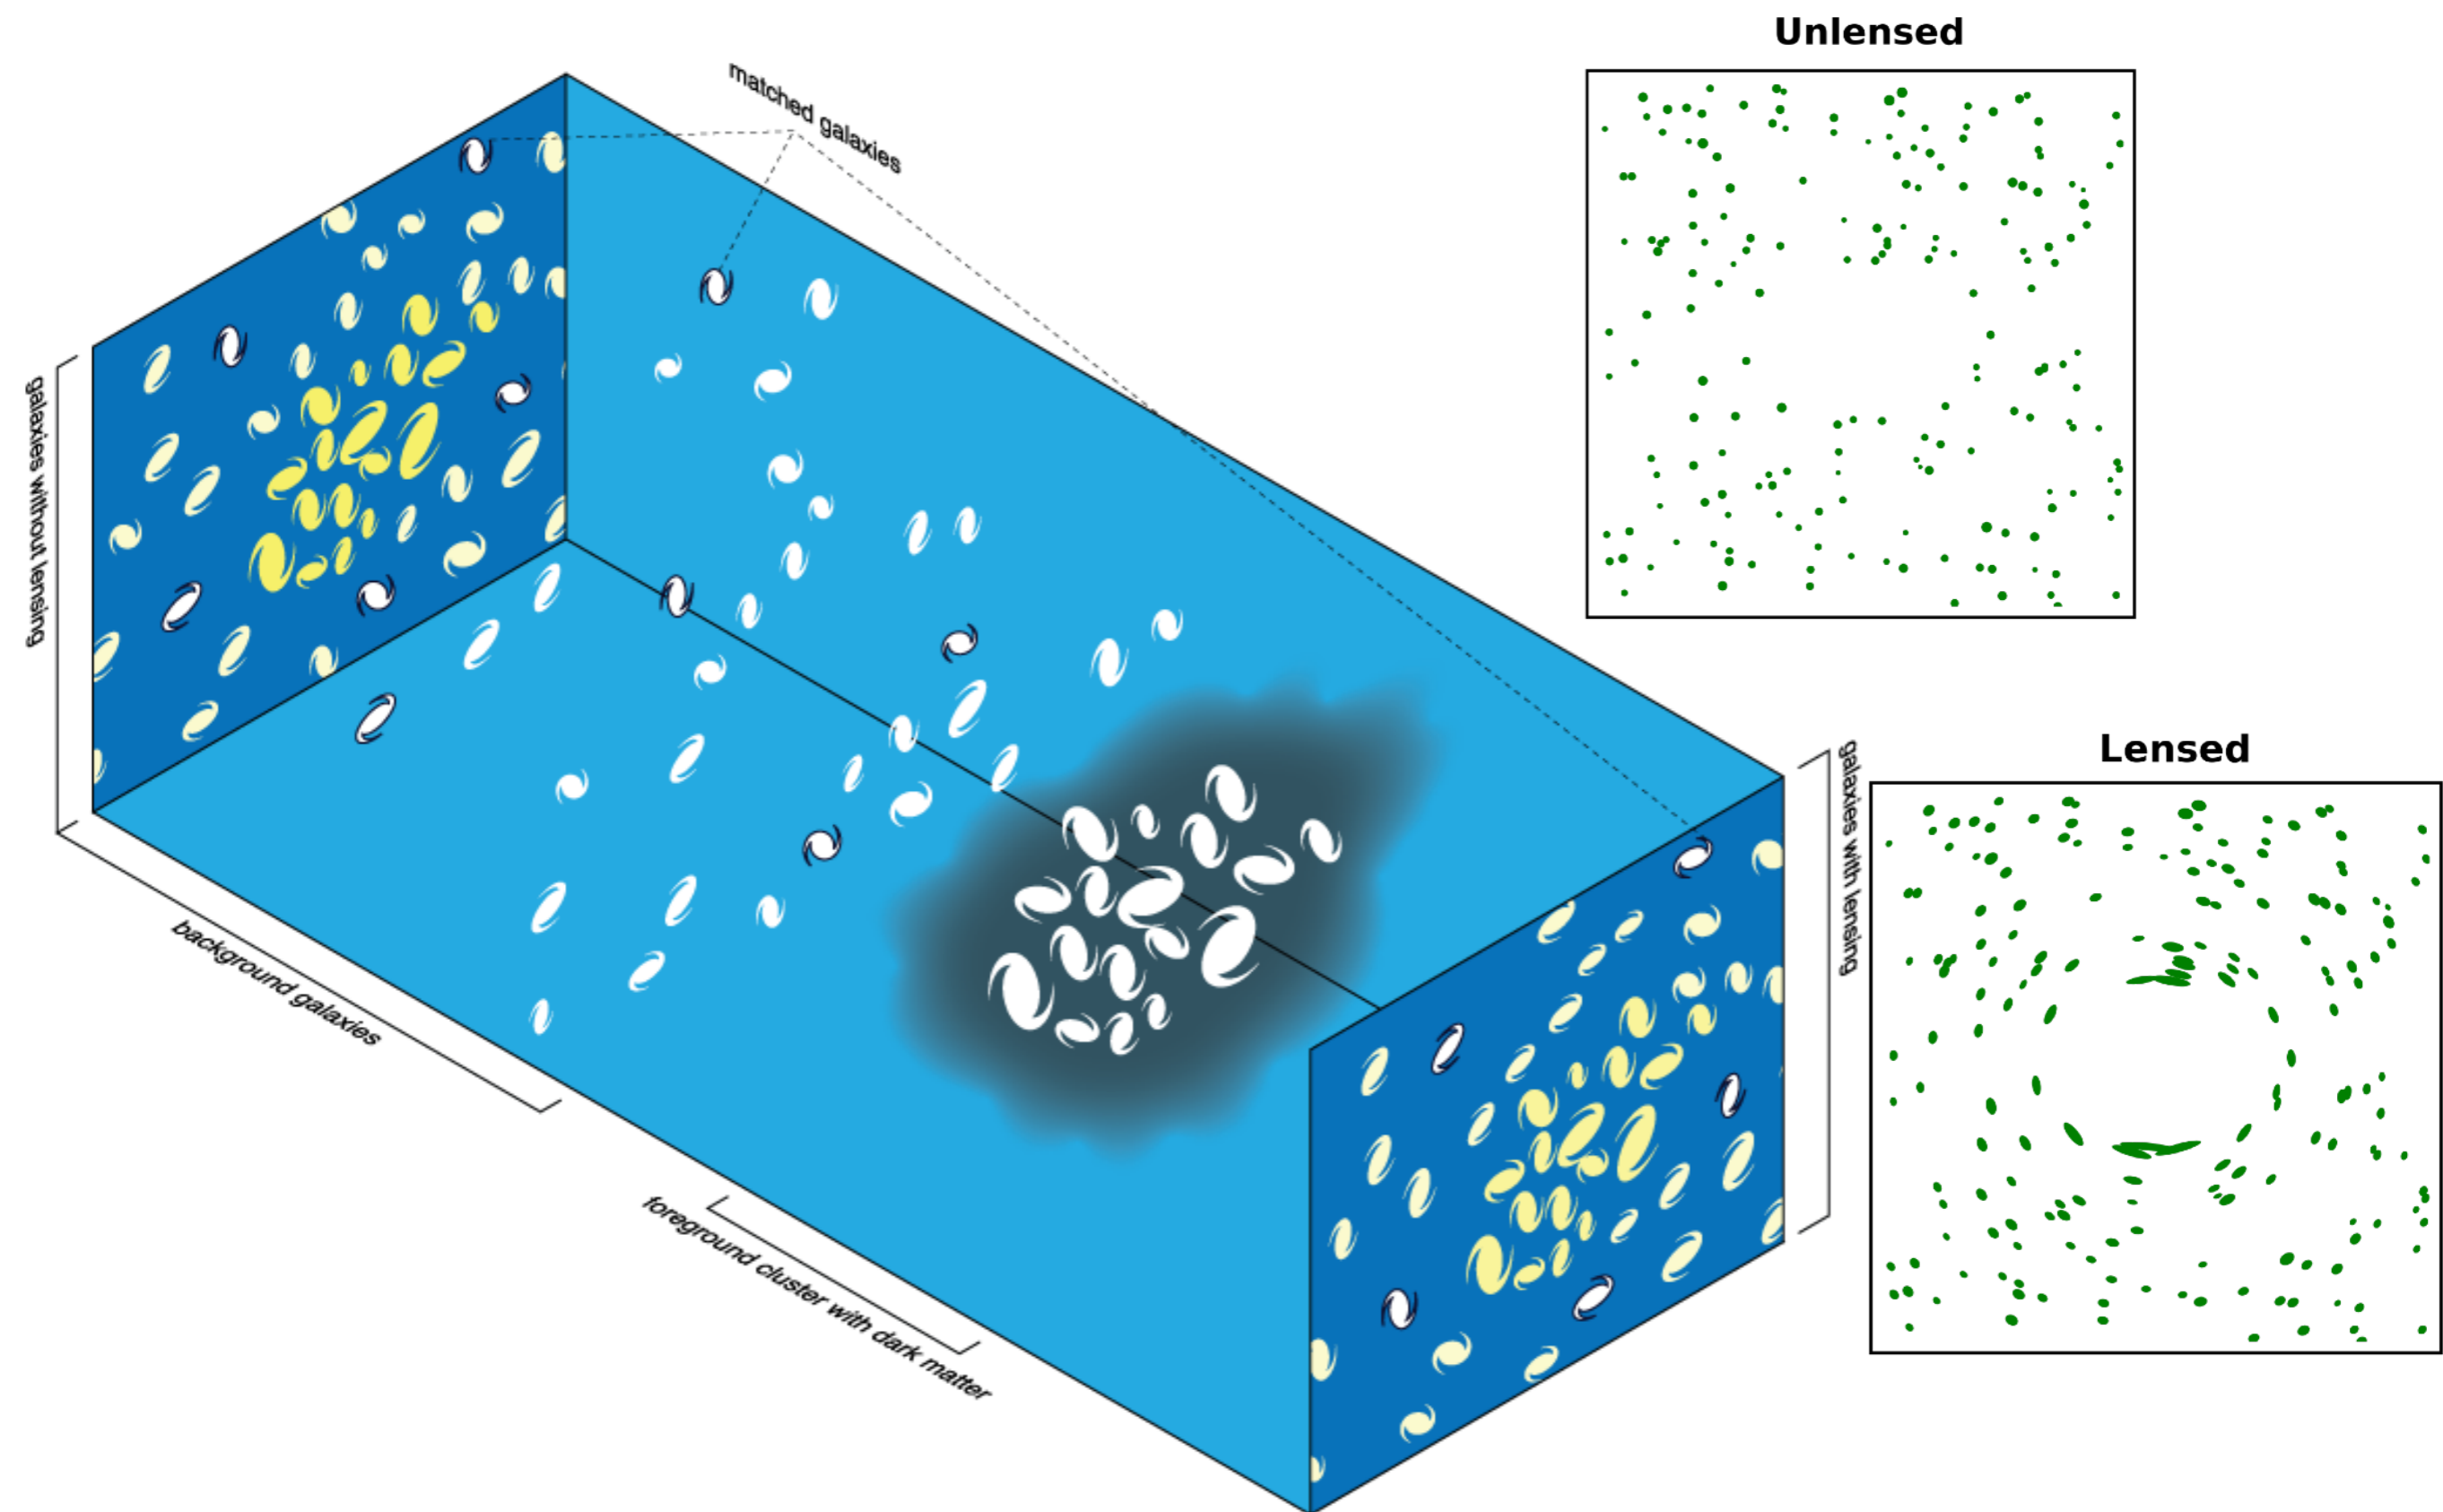 Unlensed
matched galaxies
galaxies without lensing
Lensed
galaxies with lensing
background galaxies
foreground cluster with dark matter